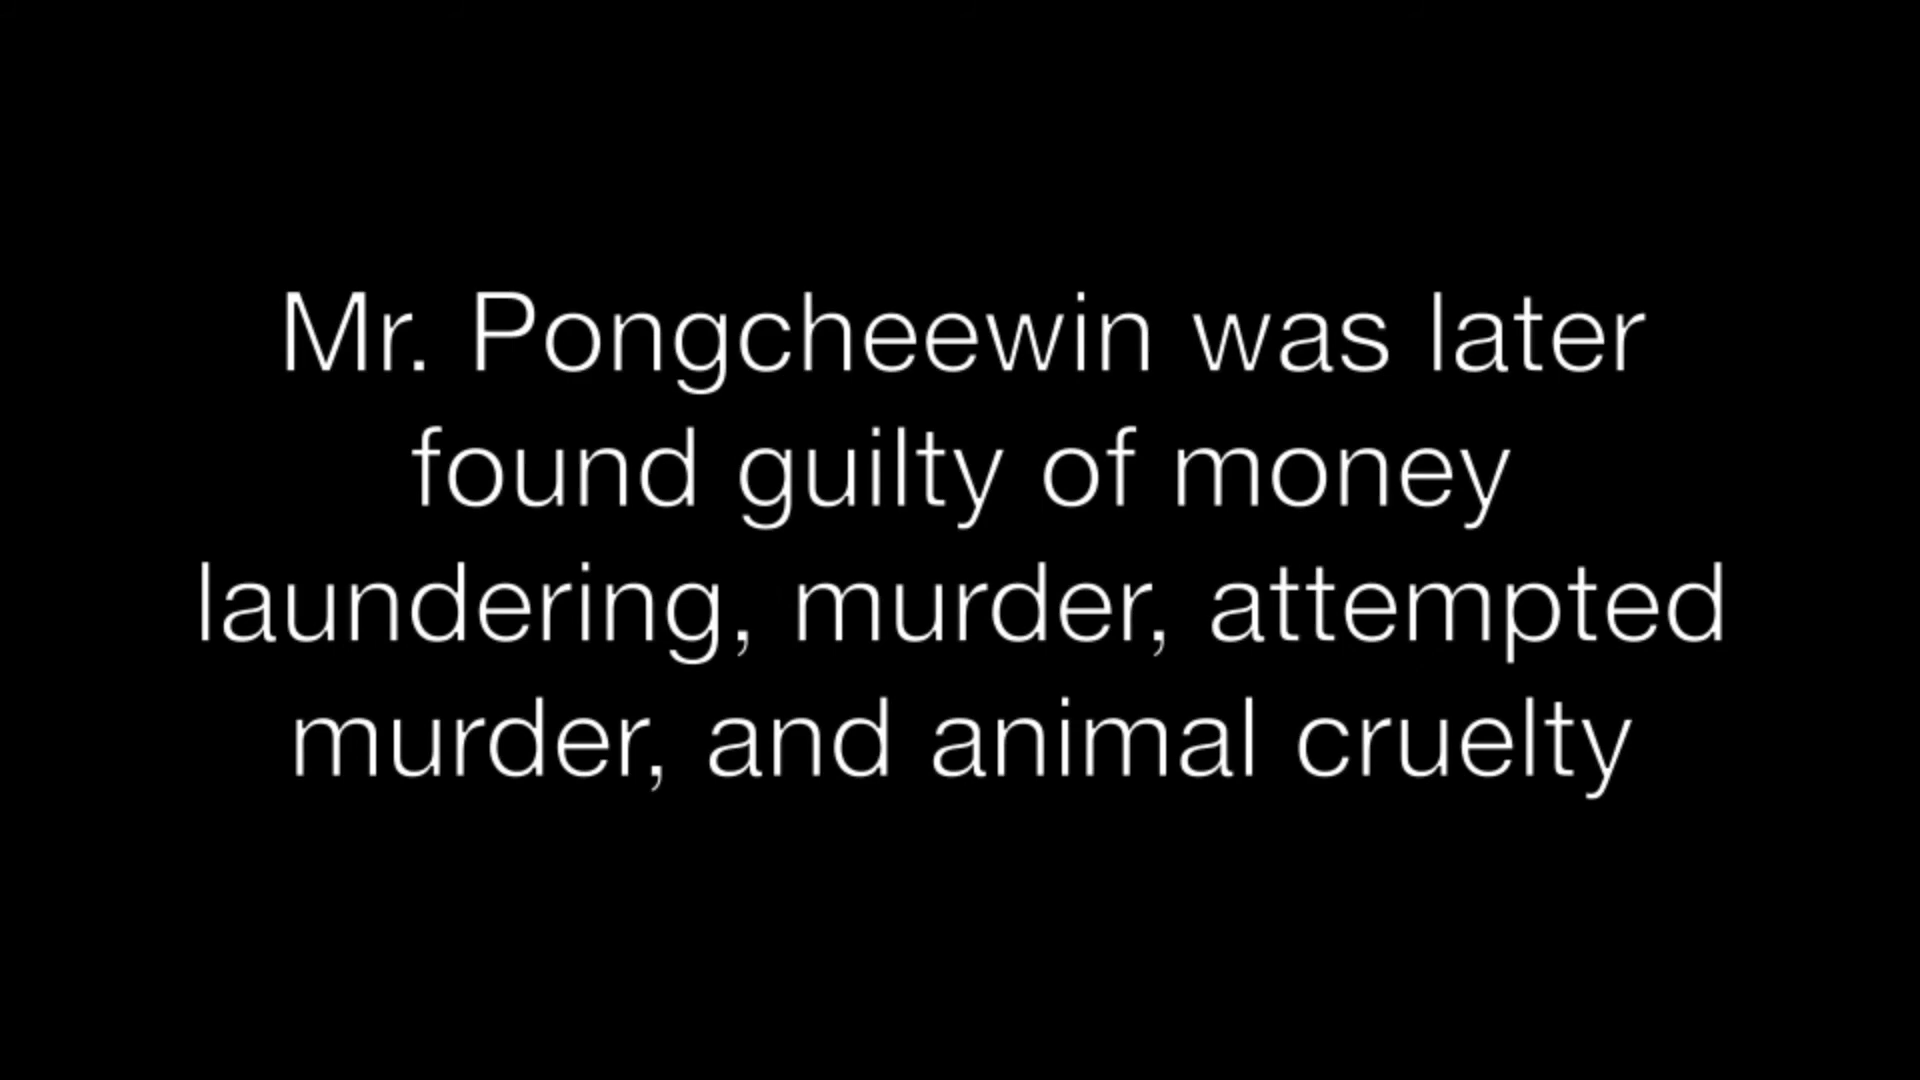 Mr. Pongcheewin was later
found guilty of money
laundering, murder, attempted
murder, and animal cruelty